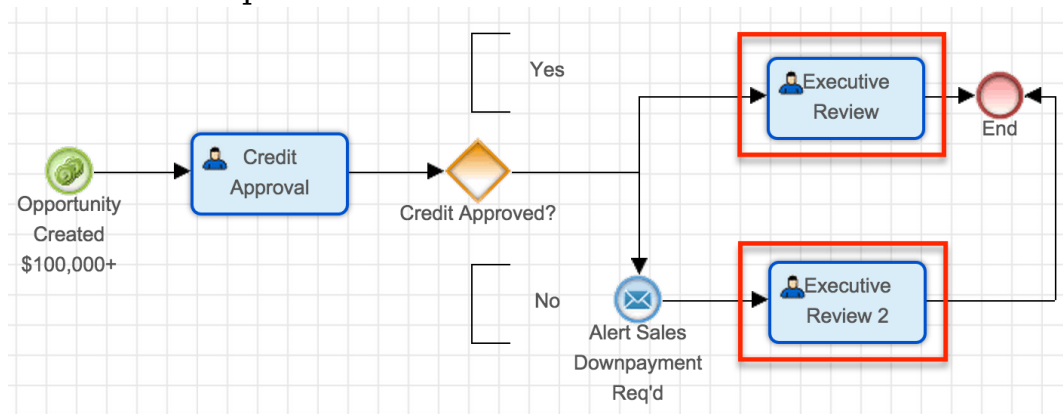 Yes
Executive
Review
End
Credit
Approval
Opportunity
Created
$100,000+
Credit Approved?
No
Alert Sales
Downpayment
Req'd
Executive
Review 2